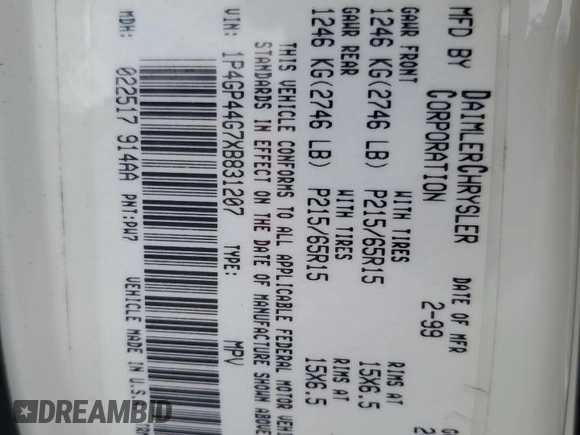 MFD BY DAIMLERCHRYSLER CORPORATION
DATE OF MFR 2-99
GAWR FRONT WITH TIRES RIMS AT
1246 KG(2746 LB) P215/65R15 15X6.5
GAWR REAR WITH TIRES RIMS AT
1246 KG(2746 LB) P215/65R15 15X6.5
THIS VEHICLE CONFORMS TO ALL APPLICABLE FEDERAL MOTOR
STANDARDS IN EFFECT ON THE DATE OF MANUFACTURE SHOWN
VIN: 1P4GP44G7XB831207 TYPE: MPV
MDH: 022517 914AA PNT:PW7 VEHICLE MADE IN U.S.
DREAMBID